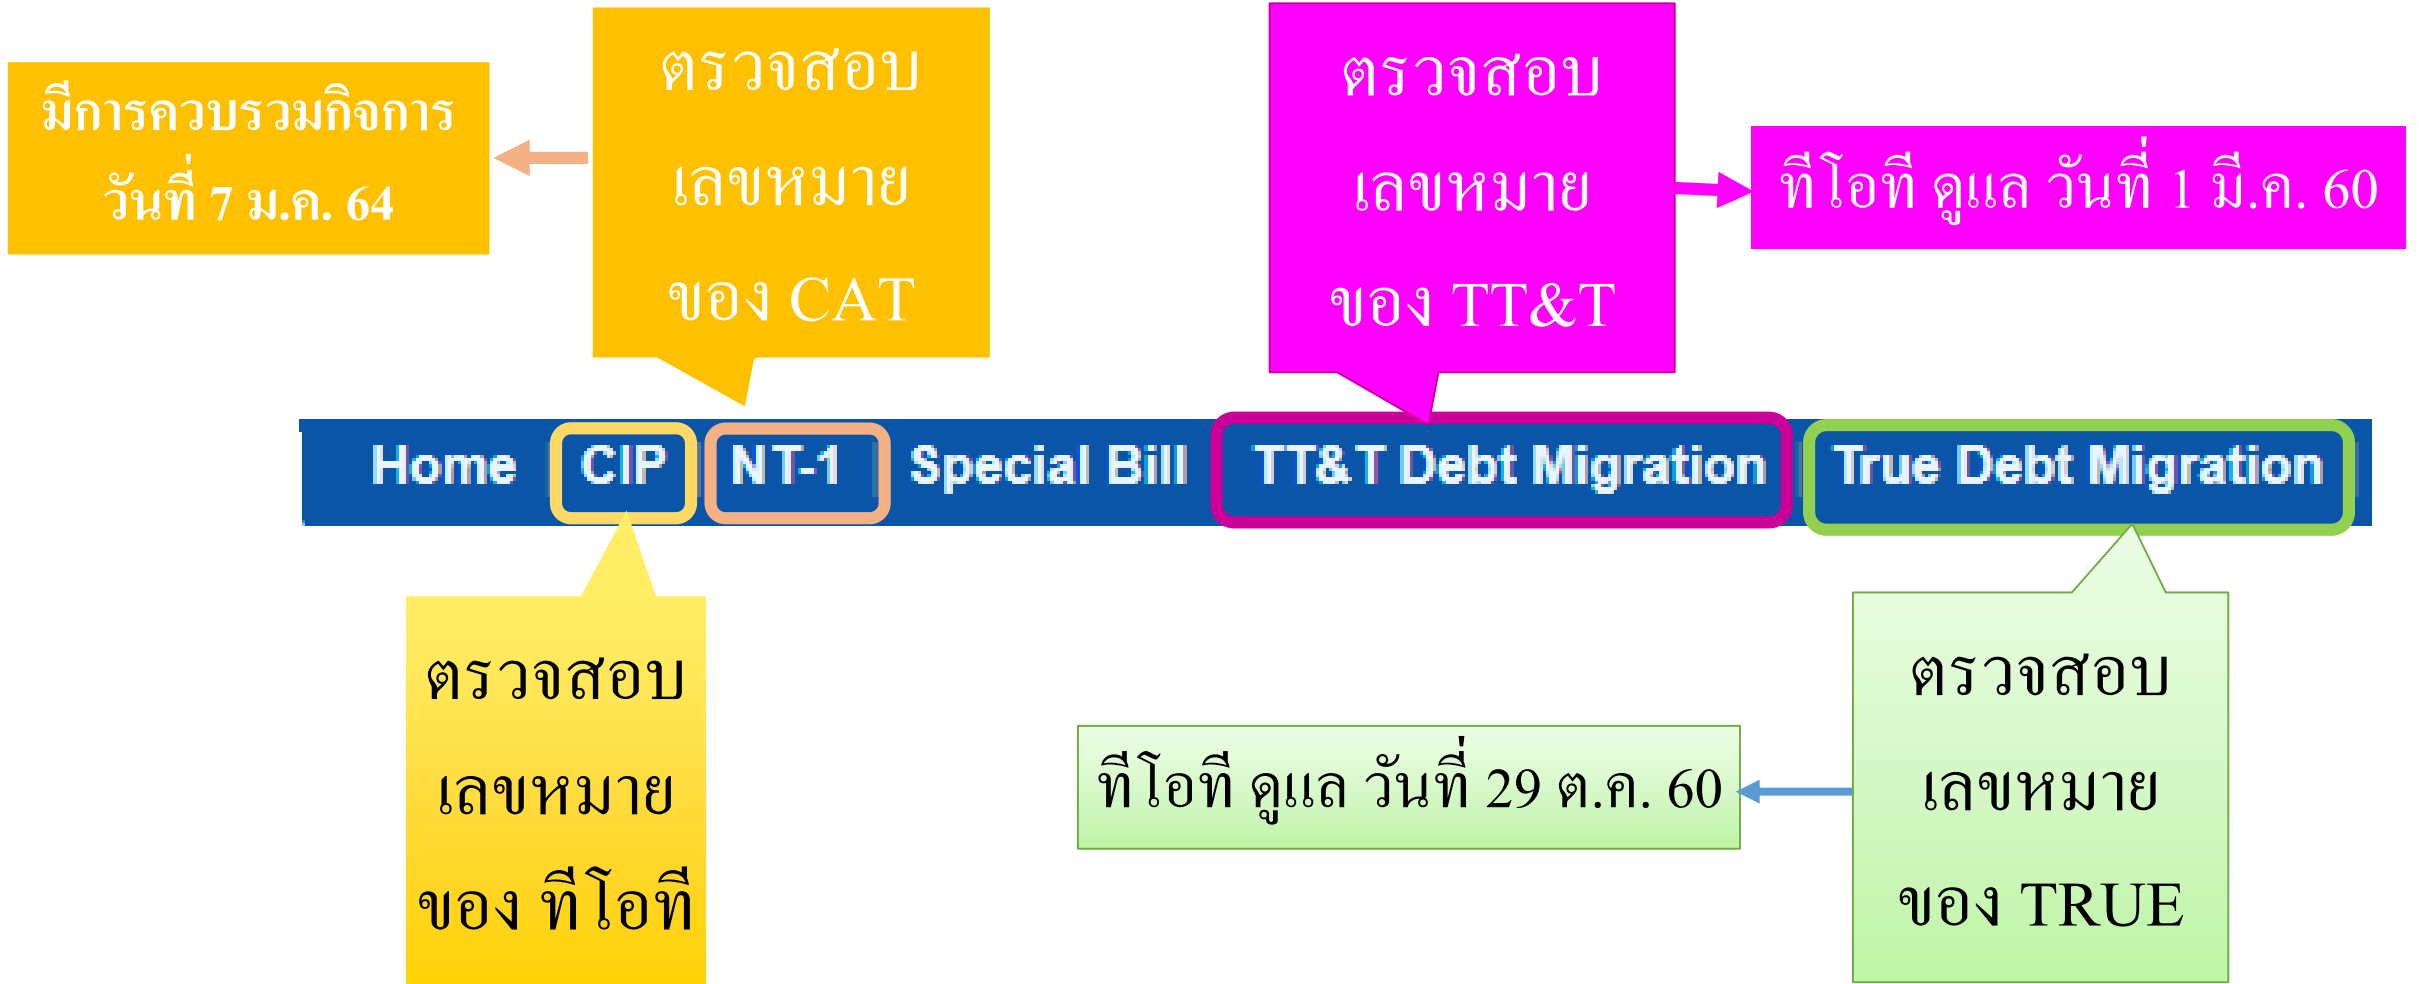 มีการควบรวมกิจการ
วันที่ 7 ม.ค. 64
ตรวจสอบ
เลขหมาย
ของ CAT
ตรวจสอบ
เลขหมาย
ของ TT&T
ทีโอที ดูแล วันที่ 1 มี.ค. 60
Home CIP NT-1 Special Bill TT&T Debt Migration True Debt Migration
ตรวจสอบ
เลขหมาย
ของ ทีโอที
ทีโอที ดูแล วันที่ 29 ต.ค. 60
ตรวจสอบ
เลขหมาย
ของ TRUE